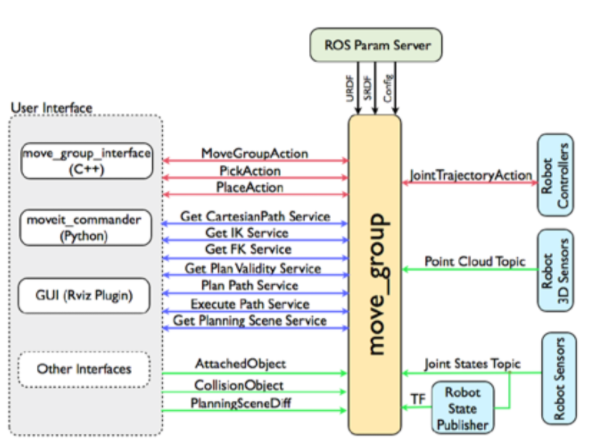 ROS Param Server
URDF
SRDF
Config
User Interface
move_group_interface
(C++)
moveit_commander
(Python)
GUI (Rviz Plugin)
Other Interfaces
MoveGroupAction
PickAction
PlaceAction
Get CartesianPath Service
Get IK Service
Get FK Service
Get Plan Validity Service
Plan Path Service
Execute Path Service
Get Planning Scene Service
AttachedObject
CollisionObject
PlanningSceneDiff
move_group
JointTrajectoryAction
Point Cloud Topic
Joint States Topic
TF
Robot
State
Publisher
Robot
Controllers
Robot
3D Sensors
Robot Sensors